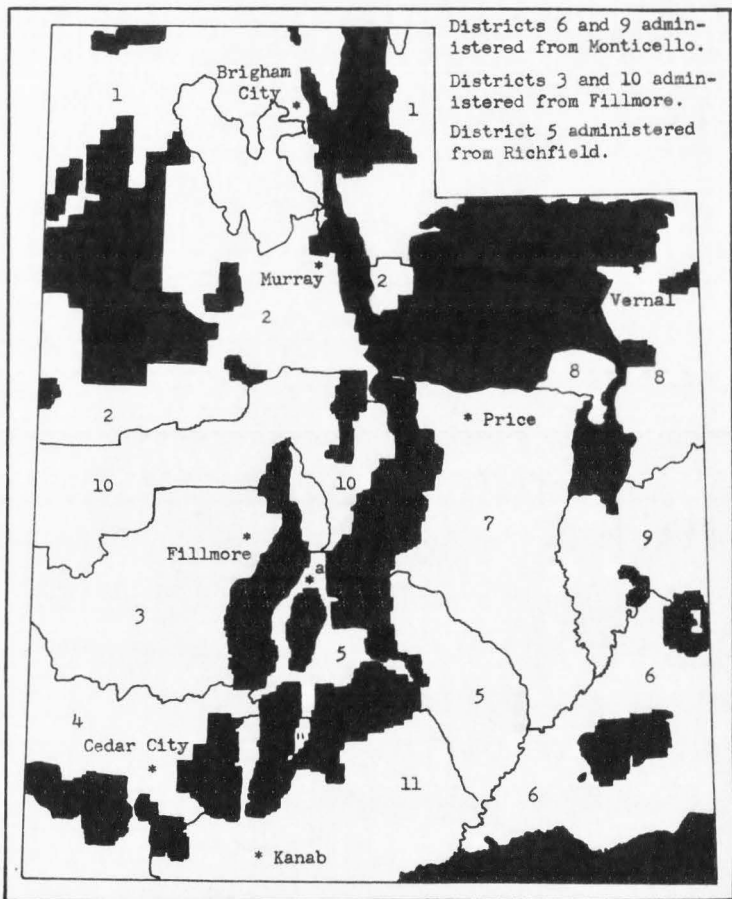 Districts 6 and 9 admin-
istered from Monticello.
Districts 3 and 10 admin-
istered from Fillmore.
District 5 administered
from Richfield.
Brigham
City *
1
1
Murray *
2
*
Vernal
2
8
8
2
* Price
10
10
*
Fillmore
7
9
a
*
3
5
6
5
4
Cedar City
*
11
11
6
* Kanab